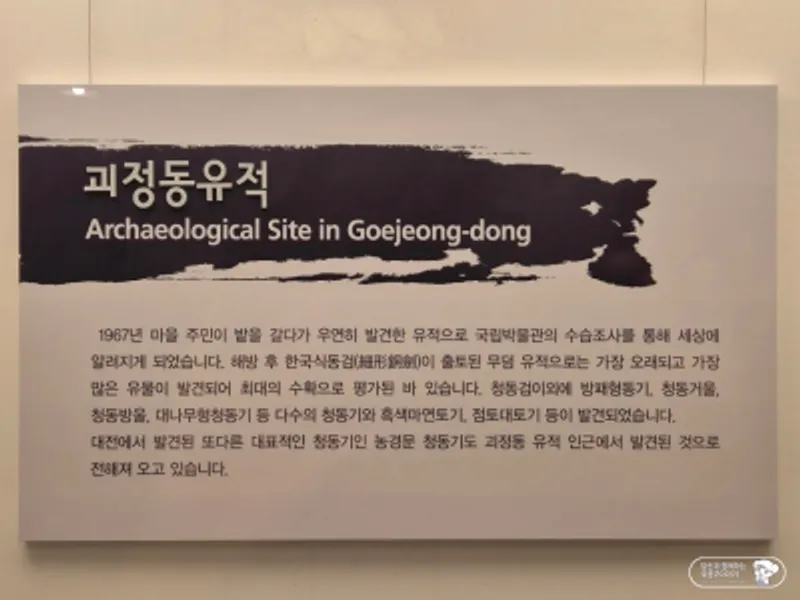 괴정동유적
Archaeological Site in Goejeong-dong
1967년 마을 주민이 밭을 갈다가 우연히 발견한 유적으로 국립박물관의 수습조사를 통해 세상에
알려지게 되었습니다. 해방 후 한국식동검(細形銅劍)이 출토된 무덤 유적으로는 가장 오래되고 가장
많은 유물이 발견되어 최대의 수확으로 평가된 바 있습니다. 청동검이외에 방패형동기, 청동거울,
청동방울, 대나무형청동기 등 다수의 청동기와 흑색마연토기, 점토대토기 등이 발견되었습니다.
대전에서 발견된 또다른 대표적인 청동기인 농경문 청동기도 괴정동 유적 인근에서 발견된 것으로
전해져 오고 있습니다.